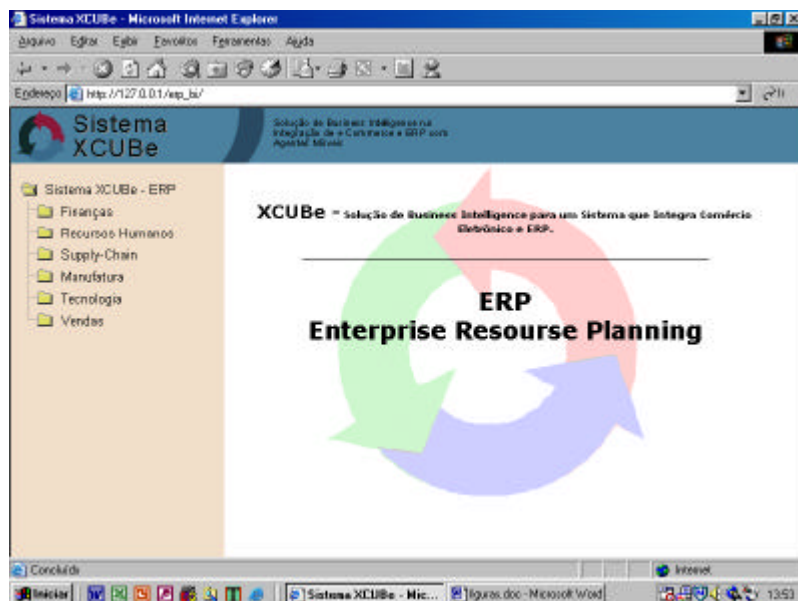 Sistema XCUBe - Microsoft Internet Explorer
Arquivo Editar Exibir Favoritos Ferramentas Ajuda
Endereço http://127.0.0.1/erp_bi/
Sistema
XCUBe
Solução de Business Intelligence na
Integração de e-Commerce e ERP com
Agentes Móveis
Sistema XCUBe - ERP
Finanças
Recursos Humanos
Supply-Chain
Manufatura
Tecnologia
Vendas
XCUBe - Solução de Business Intelligence para um Sistema que Integra Comércio
Eletrônico e ERP.
ERP
Enterprise Resourse Planning
Concluído
Internet
Iniciar
Sistema XCUBe - Mic...
figuras.doc - Microsoft Word
13:53